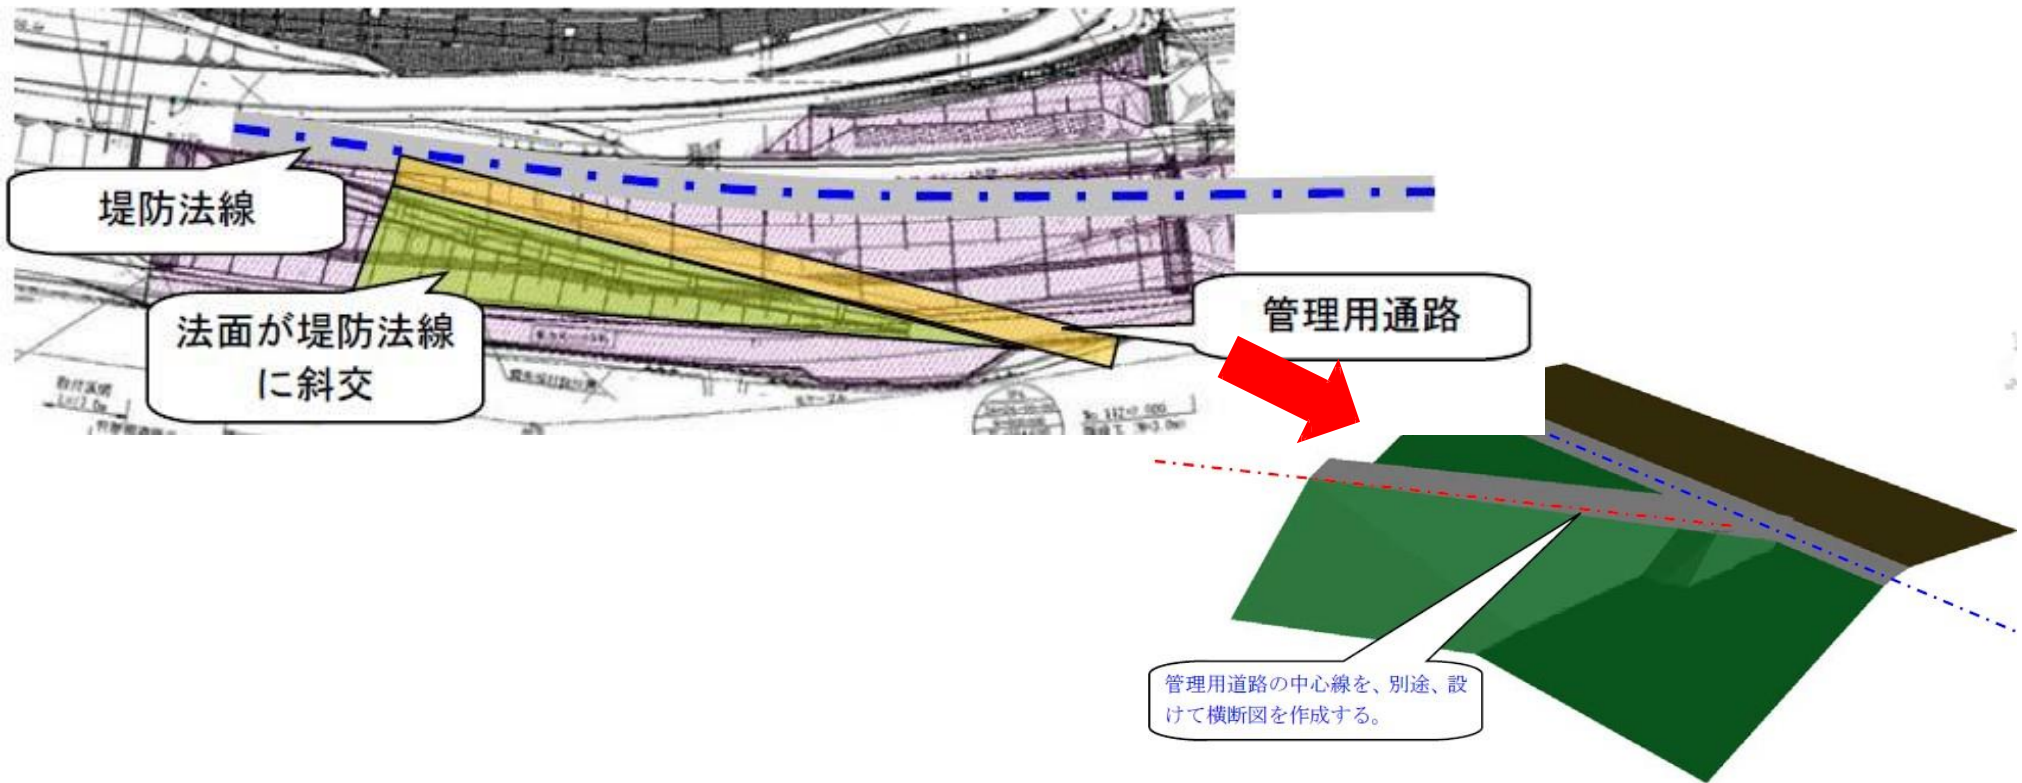 堤防法線
法面が堤防法線
に斜交
管理用通路
管理用道路の中心線を、別途、設
けて横断図を作成する。